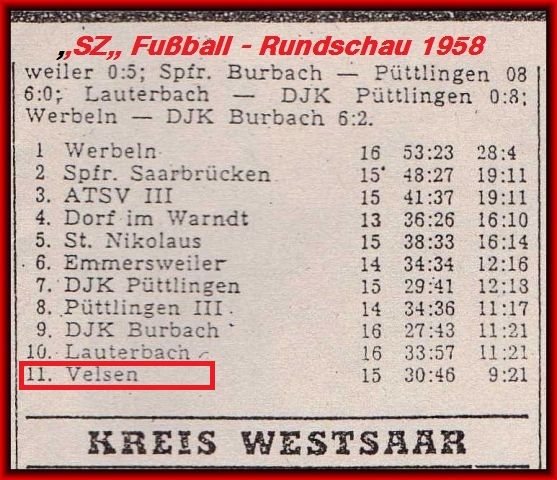 „SZ„ Fußball - Rundschau 1958
weiler 0:5; Spfr. Burbach — Püttlingen 08
6:0; Lauterbach — DJK Püttlingen 0:8;
Werbeln — DJK Burbach 6:2.
1 Werbeln 16 53:23 28:4
2 Spfr. Saarbrücken 15 48:27 19:11
3. ATSV III 15 41:37 19:11
4. Dorf im Warndt 13 36:26 16:10
5. St. Nikolaus 15 38:33 16:14
6. Emmersweiler 14 34:34 12:16
7. DJK Püttlingen 15 29:41 12:18
8. Püttlingen III 14 34:36 11:17
9. DJK Burbach 16 27:43 11:21
10. Lauterbach 16 33:57 11:21
11. Velsen 15 30:46 9:21
KREIS WESTSAAR